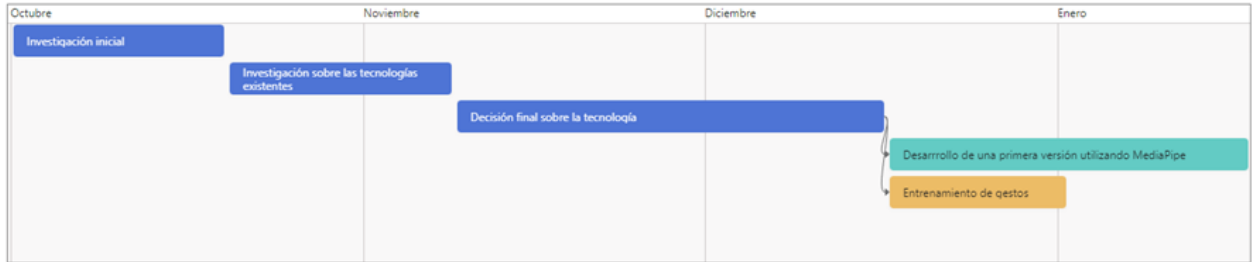 Octubre
Noviembre
Diciembre
Enero
Investigación inicial
Investigación sobre las tecnologías
existentes
Decisión final sobre la tecnología
Desarrrollo de una primera versión utilizando MediaPipe
Entrenamiento de gestos